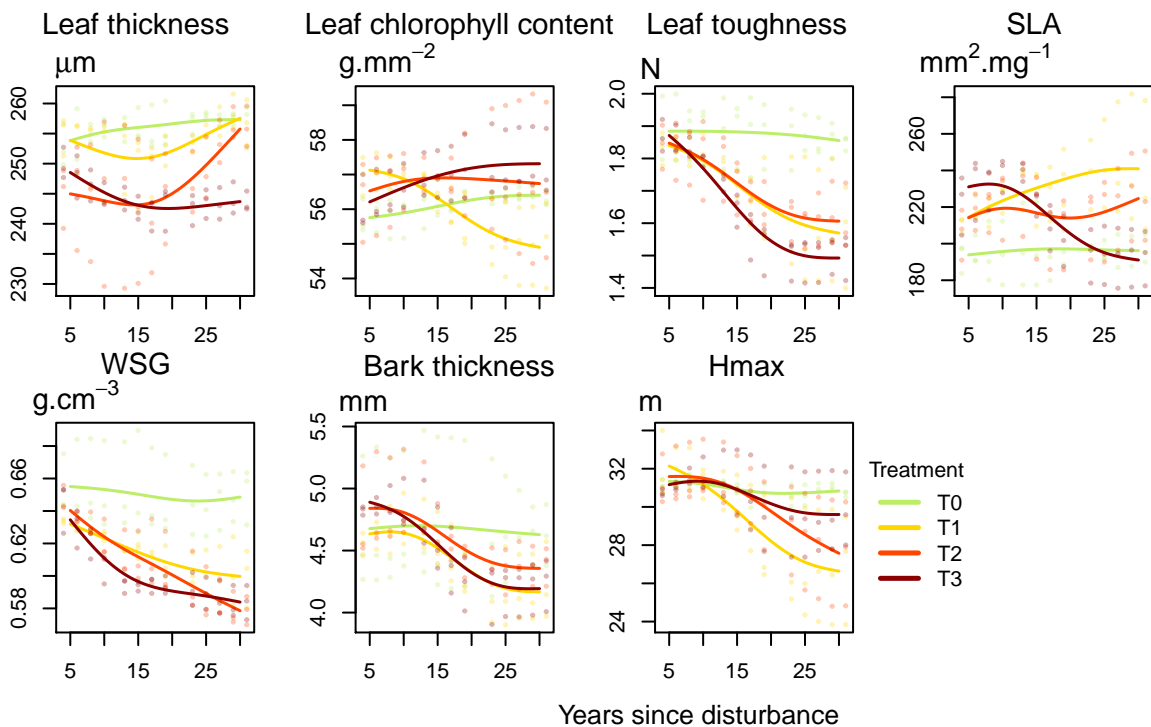 Leaf thickness
μm
230 240 250 260
5 15 25
Leaf chlorophyll content
g.mm⁻²
54 56 58
5 15 25
Leaf toughness
N
1.4 1.6 1.8 2.0
5 15 25
SLA
mm².mg⁻¹
180 220 260
5 15 25
WSG
g.cm⁻³
0.58 0.62 0.66
5 15 25
Bark thickness
mm
4.0 4.5 5.0 5.5
5 15 25
Hmax
m
24 28 32
5 15 25
Treatment
T0
T1
T2
T3
Years since disturbance